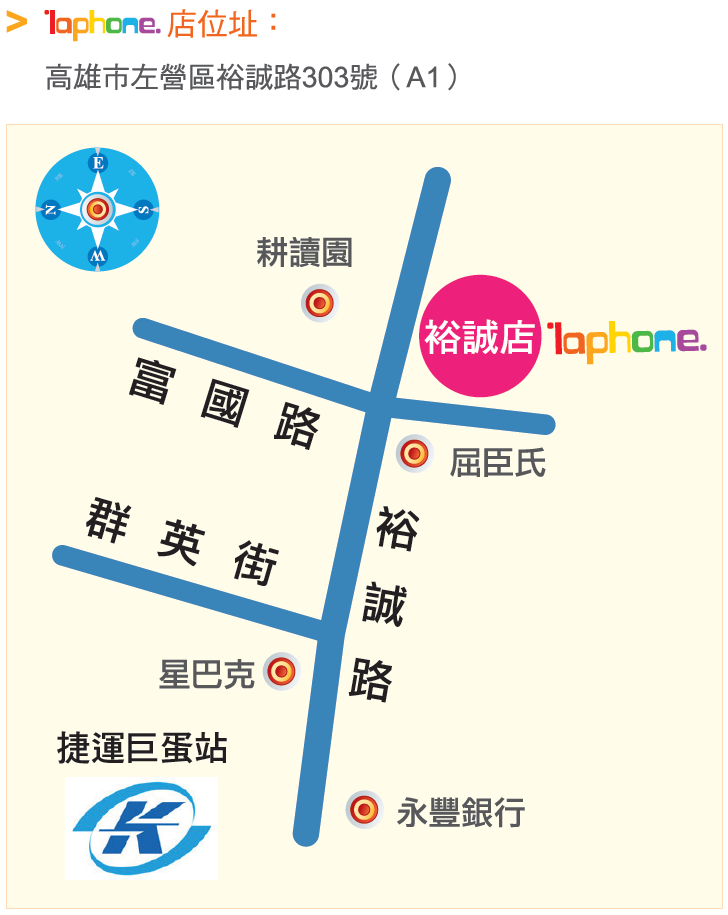 > laphone. 店位址：
高雄市左營區裕誠路303號（A1）
E
N
S
W
耕讀園
裕誠店 laphone.
富國路
屈臣氏
群英街
裕誠路
星巴克
捷運巨蛋站
K
永豐銀行